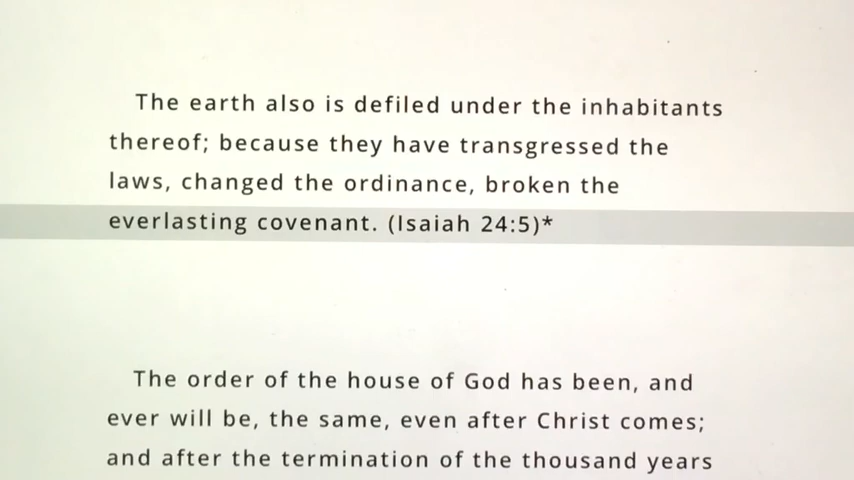 The earth also is defiled under the inhabitants
thereof; because they have transgressed the
laws, changed the ordinance, broken the
everlasting covenant. (Isaiah 24:5)*
The order of the house of God has been, and
ever will be, the same, even after Christ comes;
and after the termination of the thousand years